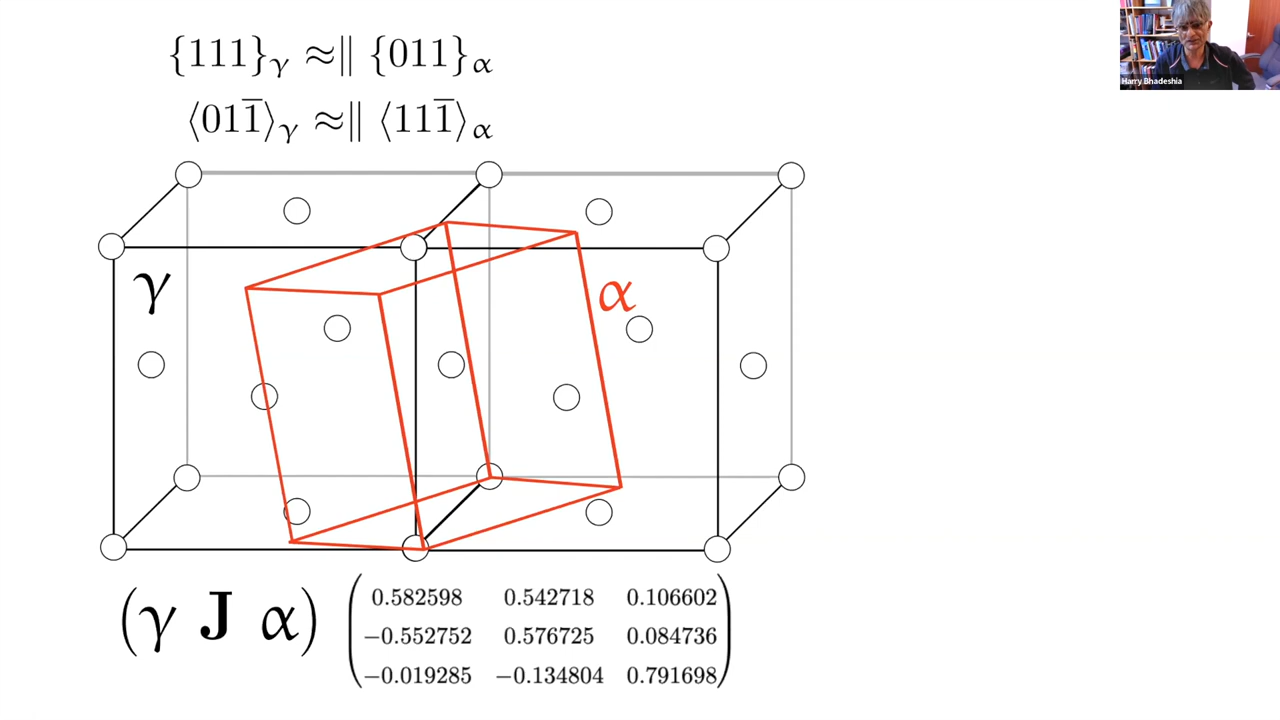 {111}γ ≈∥ {011}α
⟨011̅⟩γ ≈∥ ⟨111̅⟩α
Harry Bhadeshia
γ
α
(γ J α)
0.582598 0.542718 0.106602
−0.552752 0.576725 0.084736
−0.019285 −0.134804 0.791698